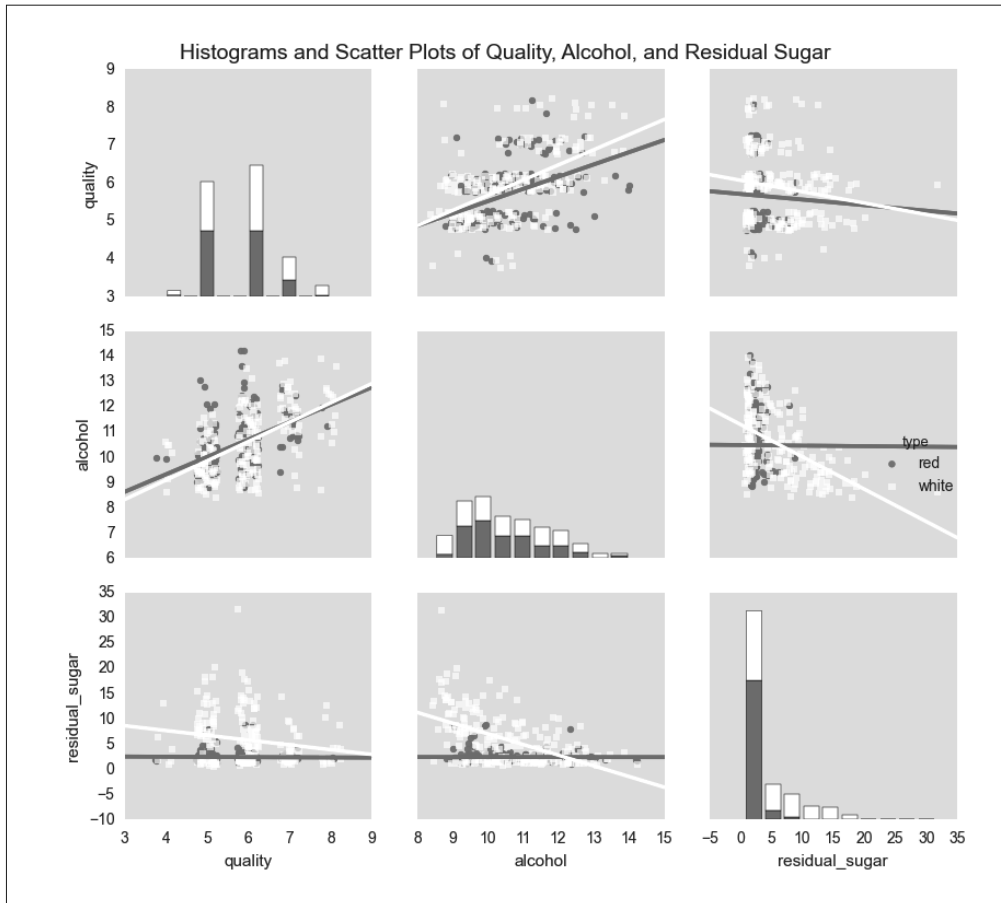 Histograms and Scatter Plots of Quality, Alcohol, and Residual Sugar
9
8
7
6
5
4
3
quality
15
14
13
12
11
10
9
8
7
6
alcohol
type
red
white
35
30
25
20
15
10
5
0
−5
−10
residual_sugar
3 4 5 6 7 8 9
8 9 10 11 12 13 14 15
−5 0 5 10 15 20 25 30 35
quality
alcohol
residual_sugar